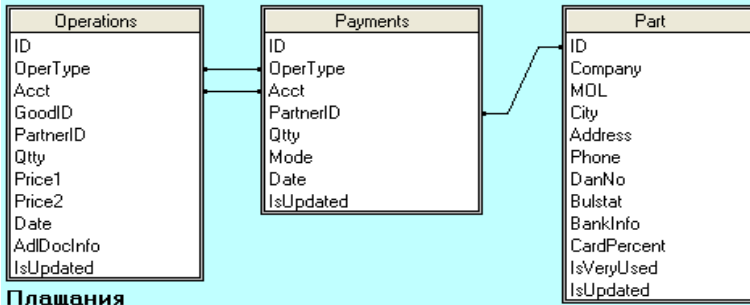 Operations
ID
OperType
Acct
GoodID
PartnerID
Qtty
Price1
Price2
Date
AdlDocInfo
IsUpdated
Payments
ID
OperType
Acct
PartnerID
Qtty
Mode
Date
IsUpdated
Part
ID
Company
MOL
City
Address
Phone
DanNo
Bulstat
BankInfo
CardPercent
IsVeryUsed
IsUpdated
Плащания